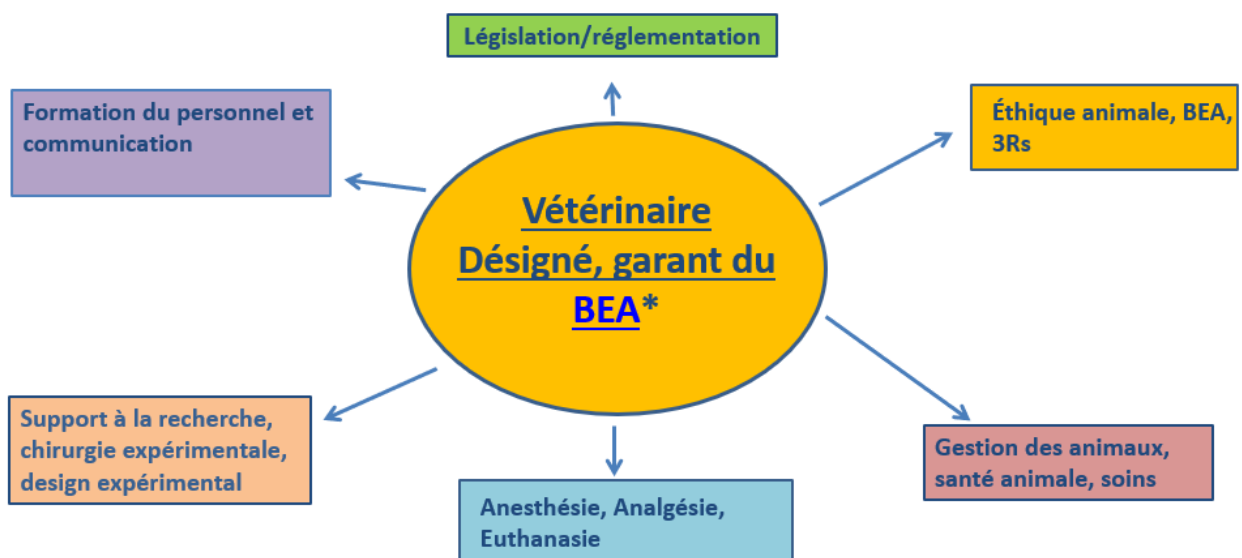 Législation/réglementation
Formation du personnel et
communication
Éthique animale, BEA,
3Rs
Vétérinaire
Désigné, garant du
BEA*
Support à la recherche,
chirurgie expérimentale,
design expérimental
Gestion des animaux,
santé animale, soins
Anesthésie, Analgésie,
Euthanasie